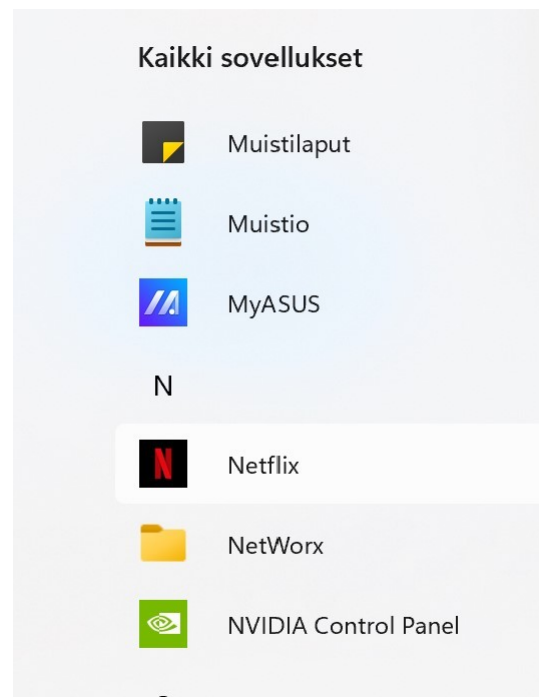 Kaikki sovellukset
Muistilaput
Muistio
MyASUS
N
Netflix
NetWorx
NVIDIA Control Panel